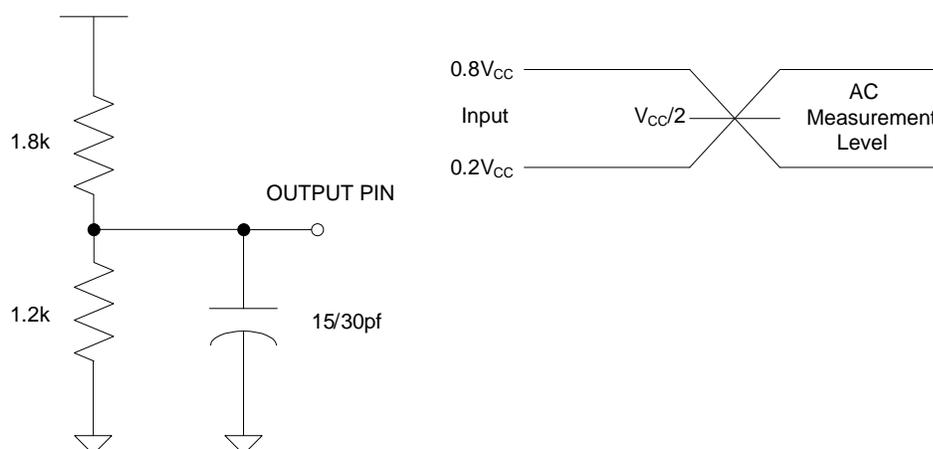 1.8k
OUTPUT PIN
1.2k
15/30pf
0.8VCC
Input
VCC/2
0.2VCC
AC
Measurement
Level